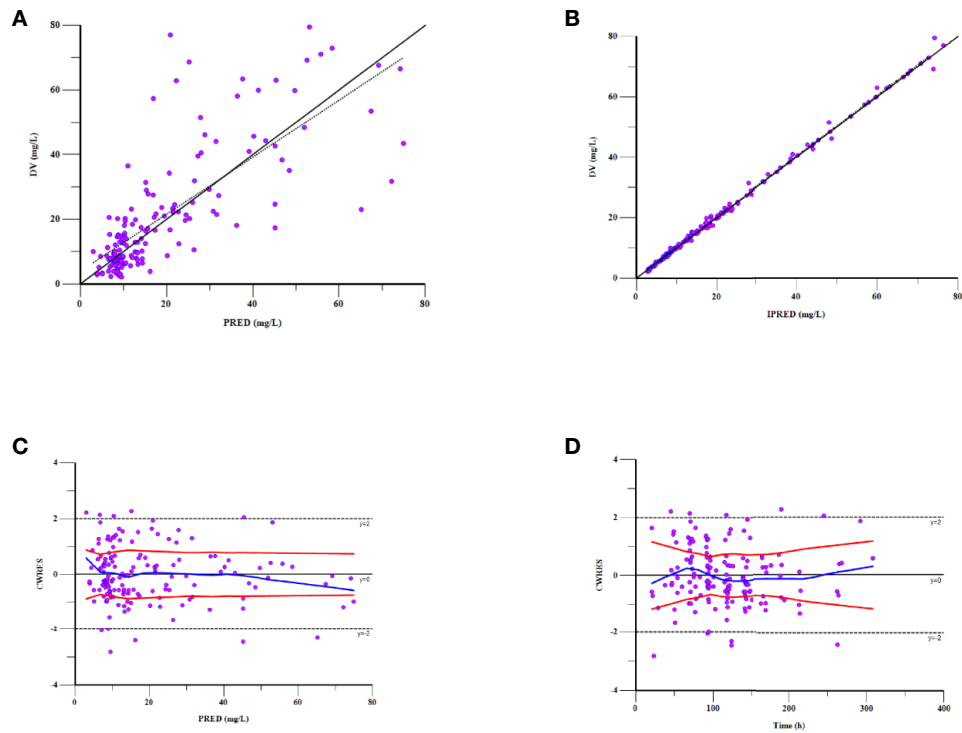 A
80
60
40
20
0
DV (mg/L)
0
20
40
60
80
PRED (mg/L)
B
80
60
40
20
0
DV (mg/L)
0
20
40
60
80
IPRED (mg/L)
C
4
2
0
-2
-4
CWRES
y=2
y=0
y=-2
0
20
40
60
80
PRED (mg/L)
D
4
2
0
-2
-4
CWRES
y=2
y=0
y=-2
0
100
200
300
400
Time (h)